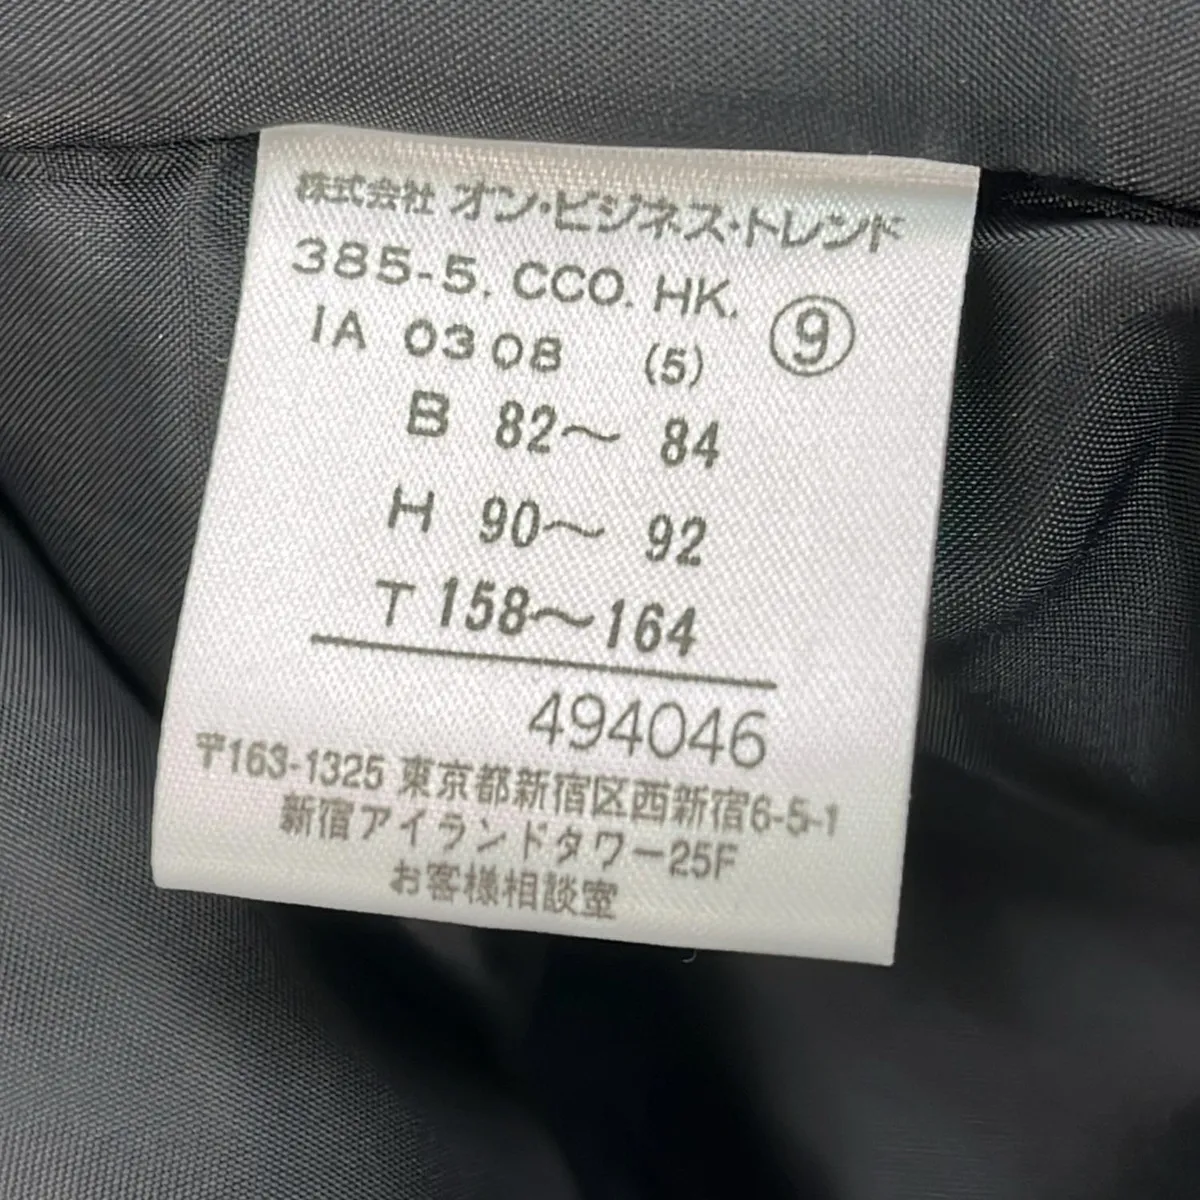 株式会社 オン・ビジネス・トレンド
385-5. CCO. HK. ⑨
IA 0308 (5)
B 82～ 84
H 90～ 92
T 158～164
494046
〒163-1325 東京都新宿区西新宿6-5-1
新宿アイランドタワー25F
お客様相談室